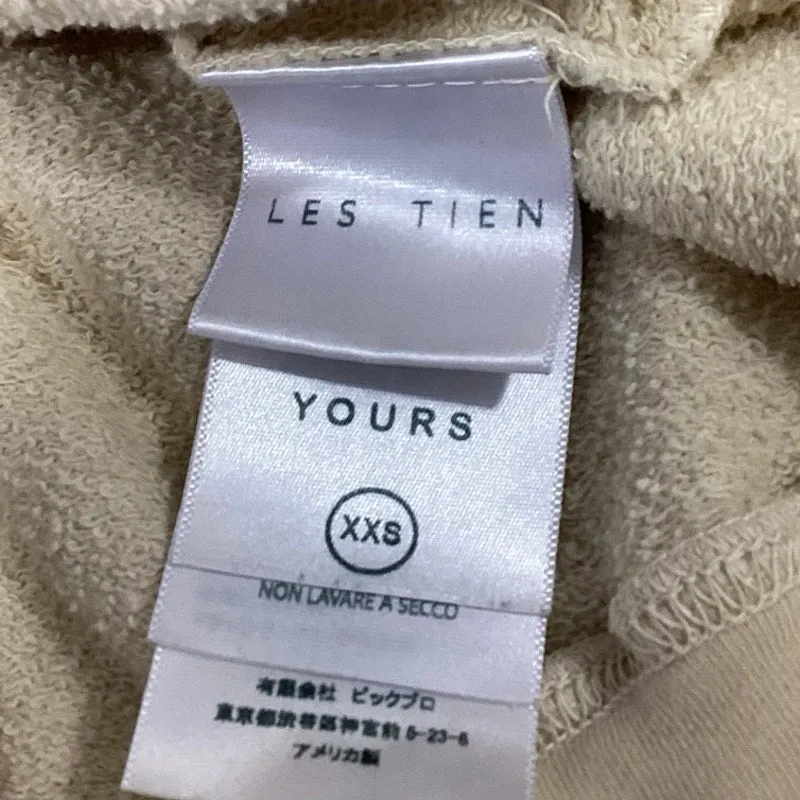 LES TIEN
YOURS
XXS
NON LAVARE A SECCO
有限会社 ビックプロ
東京都渋谷区神宮前 5-23-6
アメリカ製